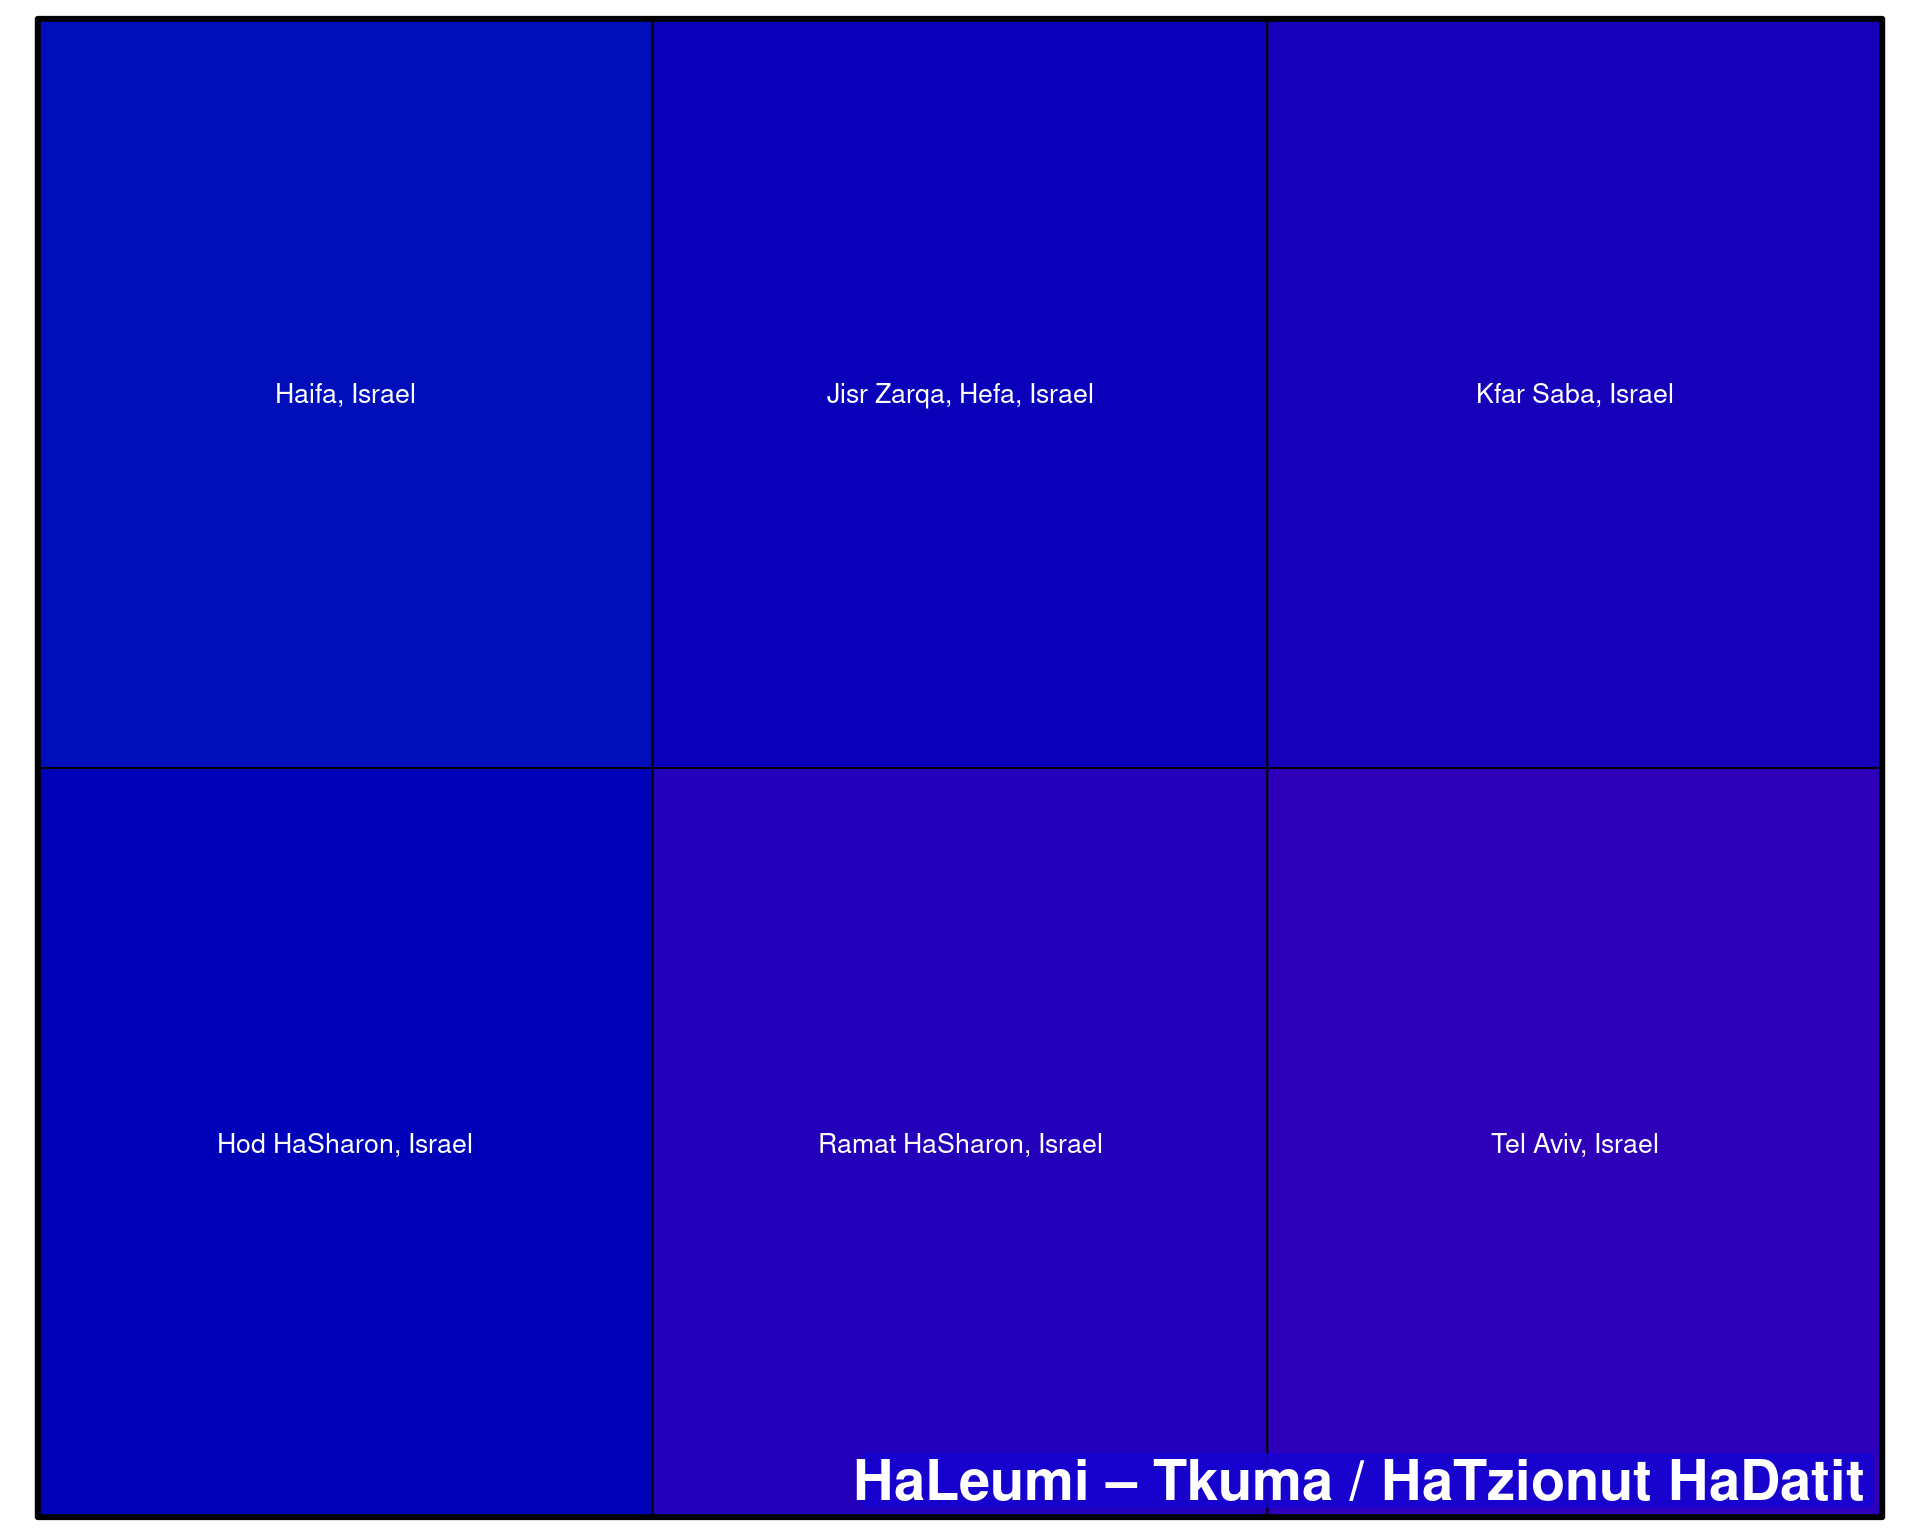 Haifa, Israel
Jisr Zarqa, Hefa, Israel
Kfar Saba, Israel
Hod HaSharon, Israel
Ramat HaSharon, Israel
Tel Aviv, Israel
HaLeumi – Tkuma / HaTzionut HaDatit